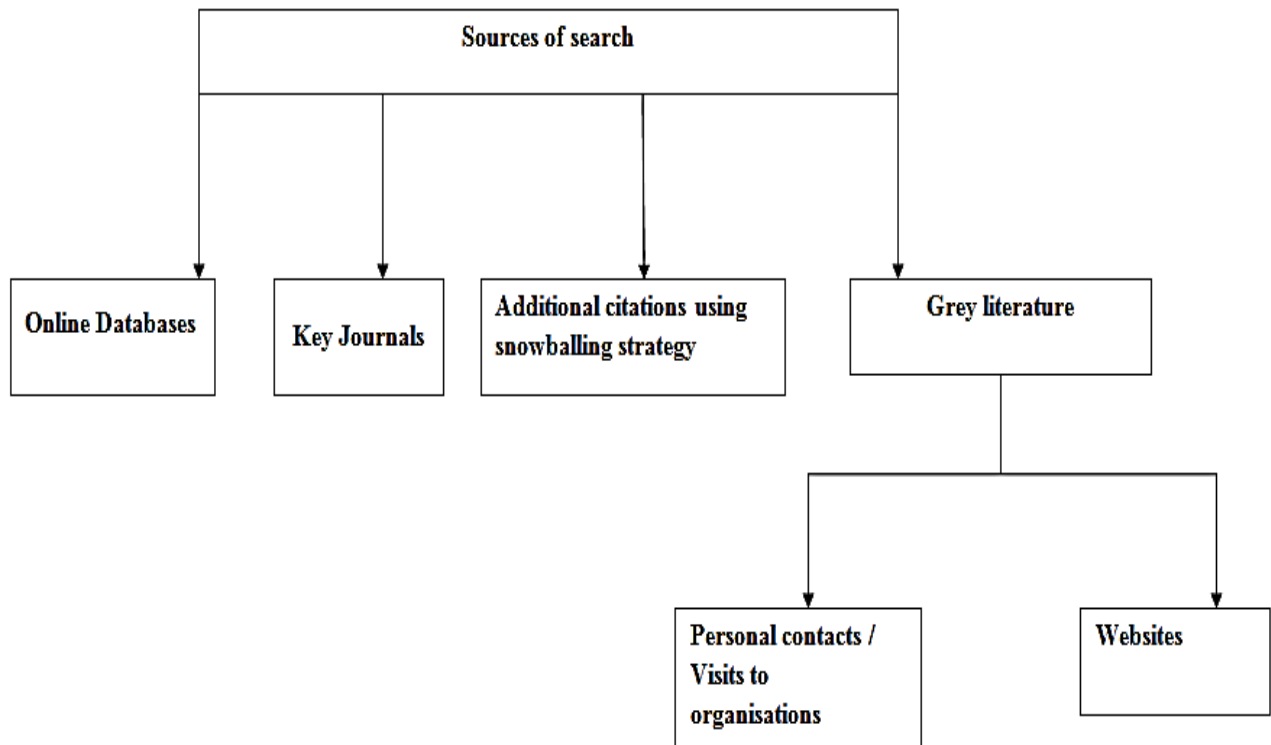 Sources of search
Online Databases
Key Journals
Additional citations using
snowballing strategy
Grey literature
Personal contacts /
Visits to
organisations
Websites